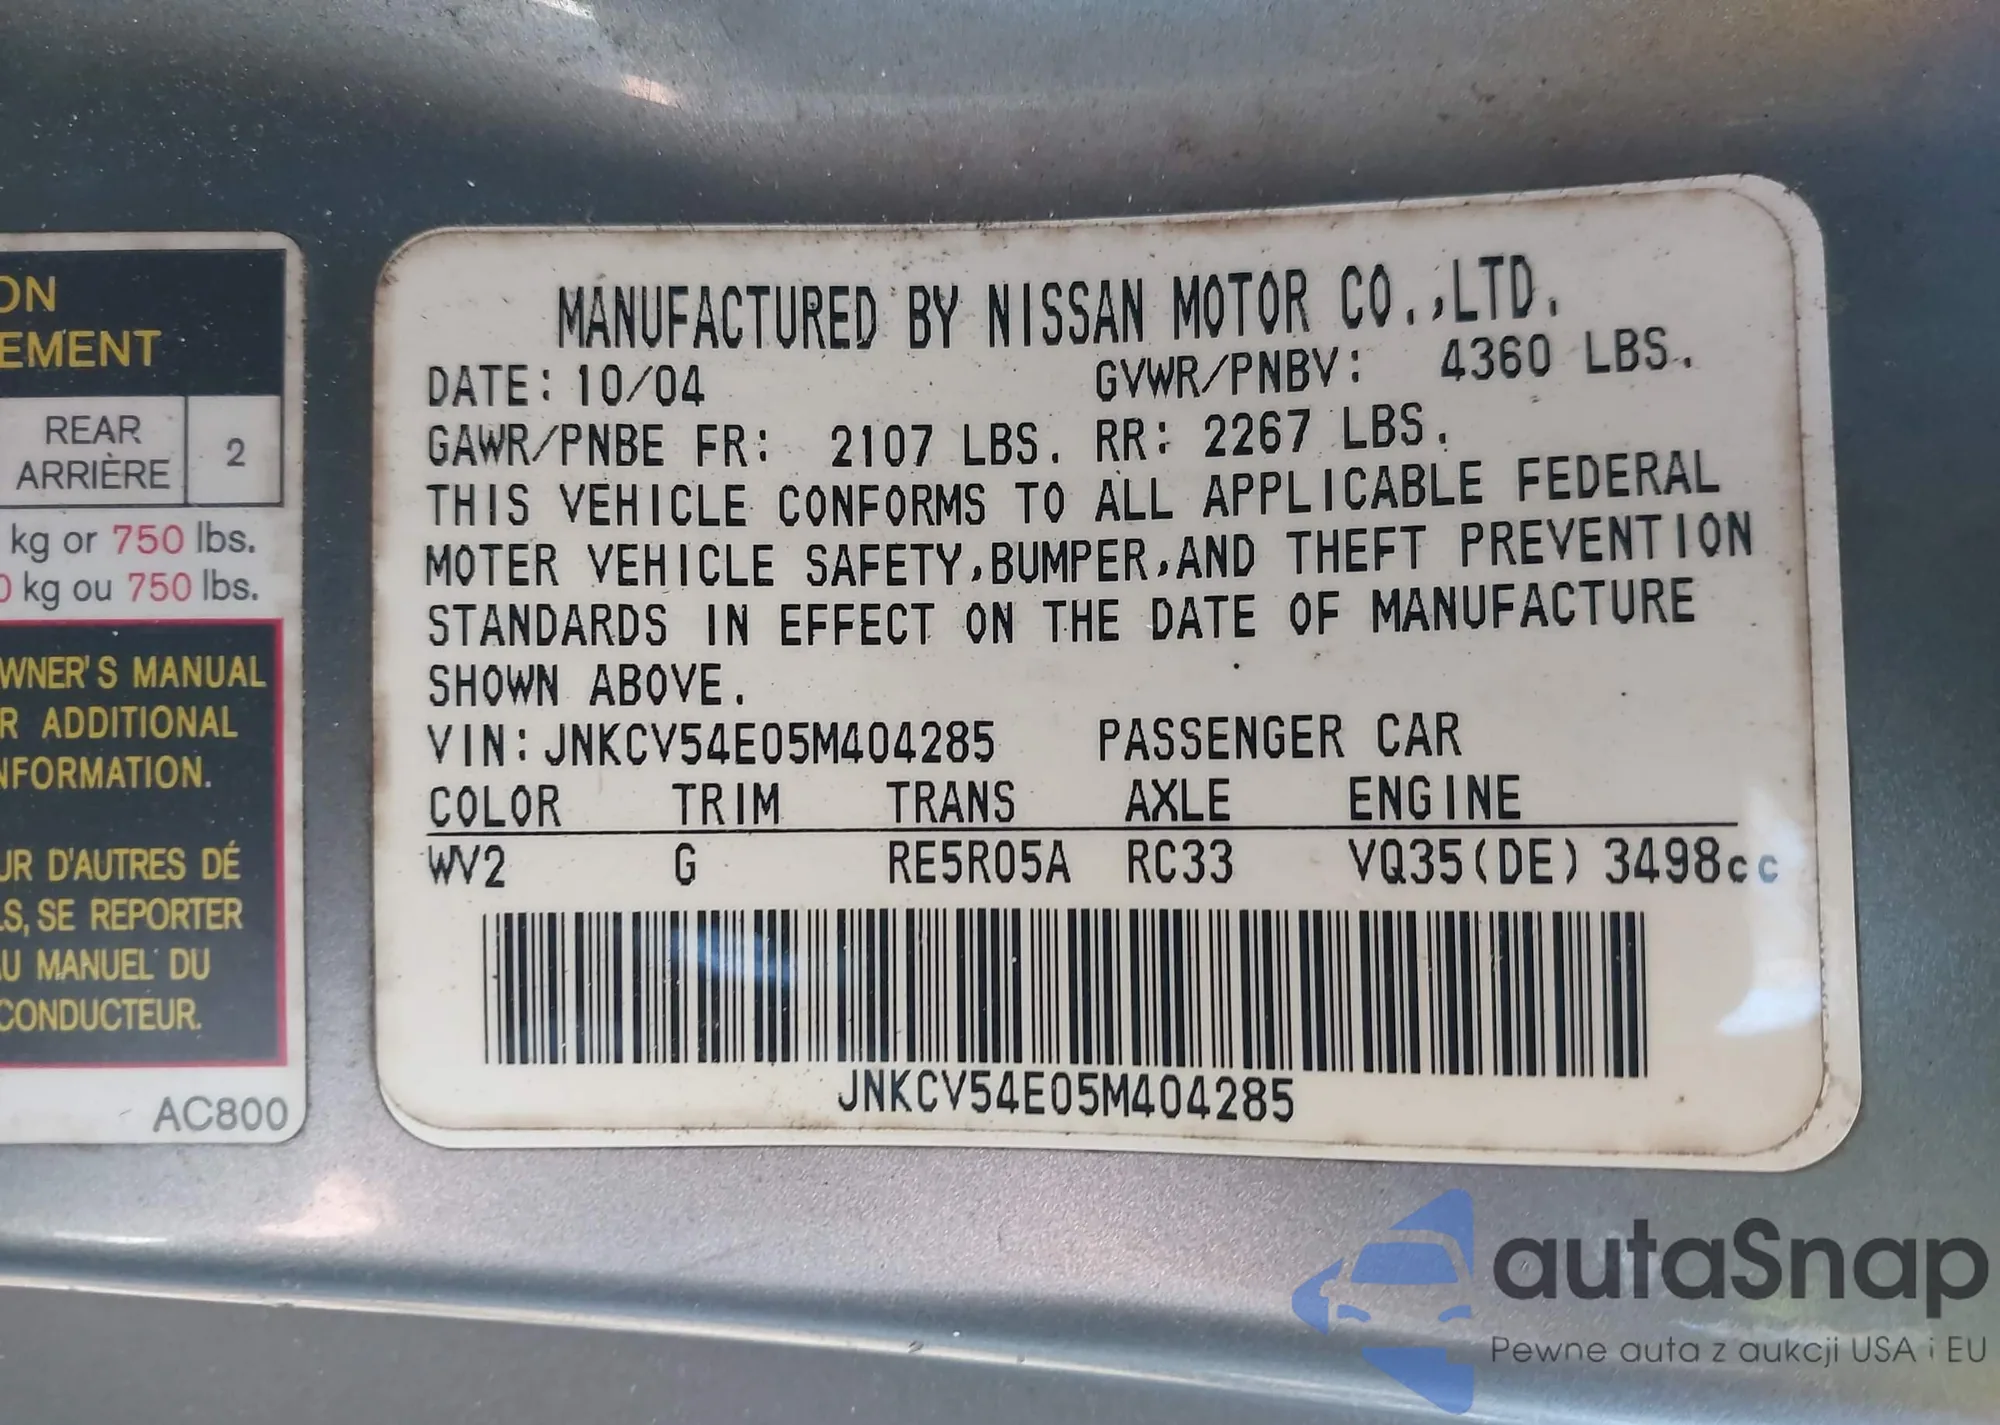 ON
EMENT
REAR
ARRIÈRE
2
kg or 750 lbs.
0 kg ou 750 lbs.
WNER'S MANUAL
R ADDITIONAL
NFORMATION.
UR D'AUTRES DÉ
LS, SE REPORTER
AU MANUEL DU
CONDUCTEUR.
AC800
MANUFACTURED BY NISSAN MOTOR CO.,LTD.
DATE: 10/04 GVWR/PNBV: 4360 LBS.
GAWR/PNBE FR: 2107 LBS. RR: 2267 LBS.
THIS VEHICLE CONFORMS TO ALL APPLICABLE FEDERAL
MOTER VEHICLE SAFETY,BUMPER,AND THEFT PREVENTION
STANDARDS IN EFFECT ON THE DATE OF MANUFACTURE
SHOWN ABOVE.
VIN: JNKCV54E05M404285 PASSENGER CAR
COLOR TRIM TRANS AXLE ENGINE
WV2 G RE5R05A RC33 VQ35(DE) 3498cc
JNKCV54E05M404285
autaSnap
Pewne auta z aukcji USA i EU